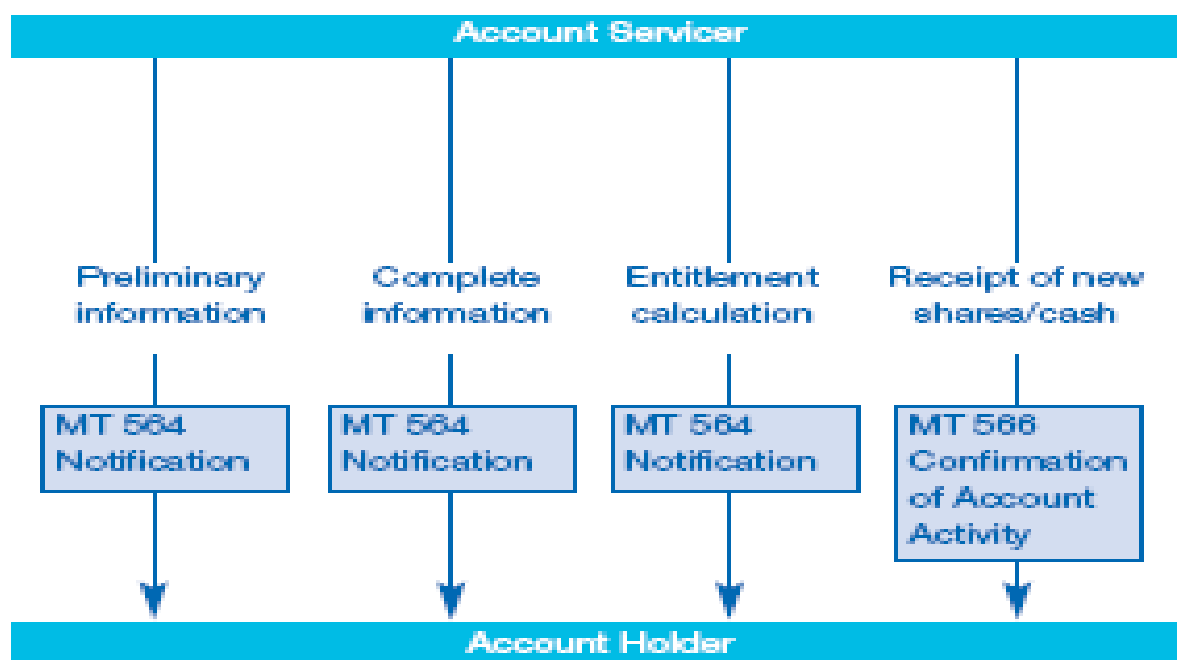 Account Servicer
Preliminary
information
Complete
information
Entitlement
calculation
Receipt of new
shares/cash
MT 564
Notification
MT 564
Notification
MT 564
Notification
MT 566
Confirmation
of Account
Activity
Account Holder